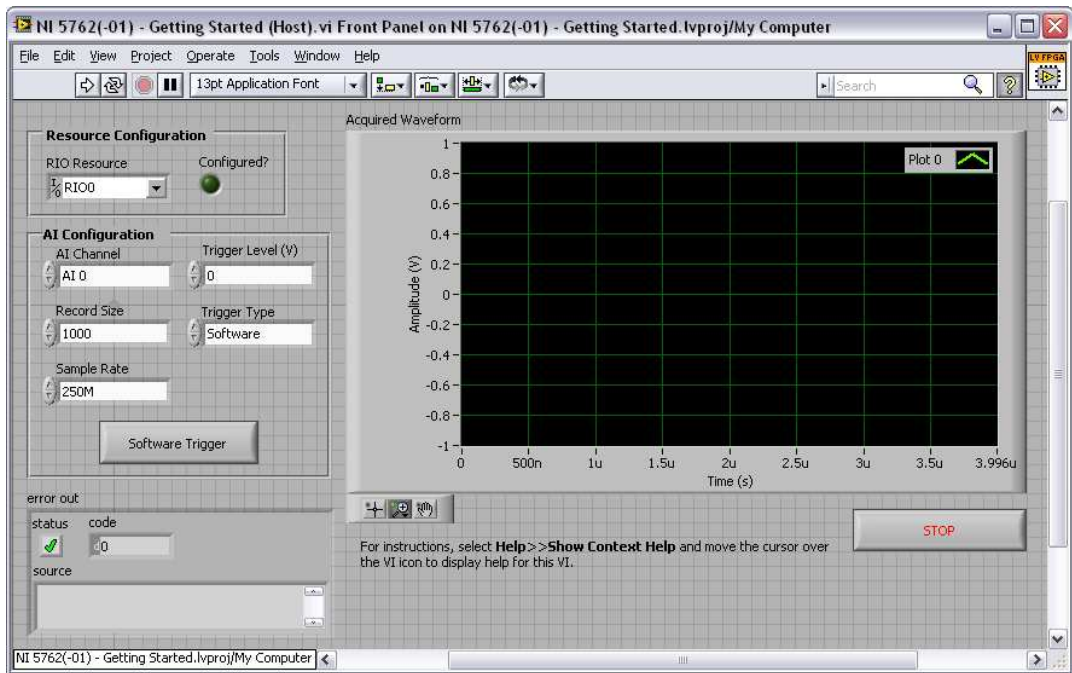 NI 5762(-01) - Getting Started (Host).vi Front Panel on NI 5762(-01) - Getting Started.lvproj/My Computer
File Edit View Project Operate Tools Window Help
LV FPGA
13pt Application Font
Search
Resource Configuration
RIO Resource
Configured?
I/O RIO0
AI Configuration
AI Channel
Trigger Level (V)
AI 0
0
Record Size
Trigger Type
1000
Software
Sample Rate
250M
Software Trigger
error out
status
code
d0
source
Acquired Waveform
Plot 0
Amplitude (V)
1
0.8
0.6
0.4
0.2
0
-0.2
-0.4
-0.6
-0.8
-1
0 500n 1u 1.5u 2u 2.5u 3u 3.5u 3.996u
Time (s)
STOP
For instructions, select Help>>Show Context Help and move the cursor over
the VI icon to display help for this VI.
NI 5762(-01) - Getting Started.lvproj/My Computer